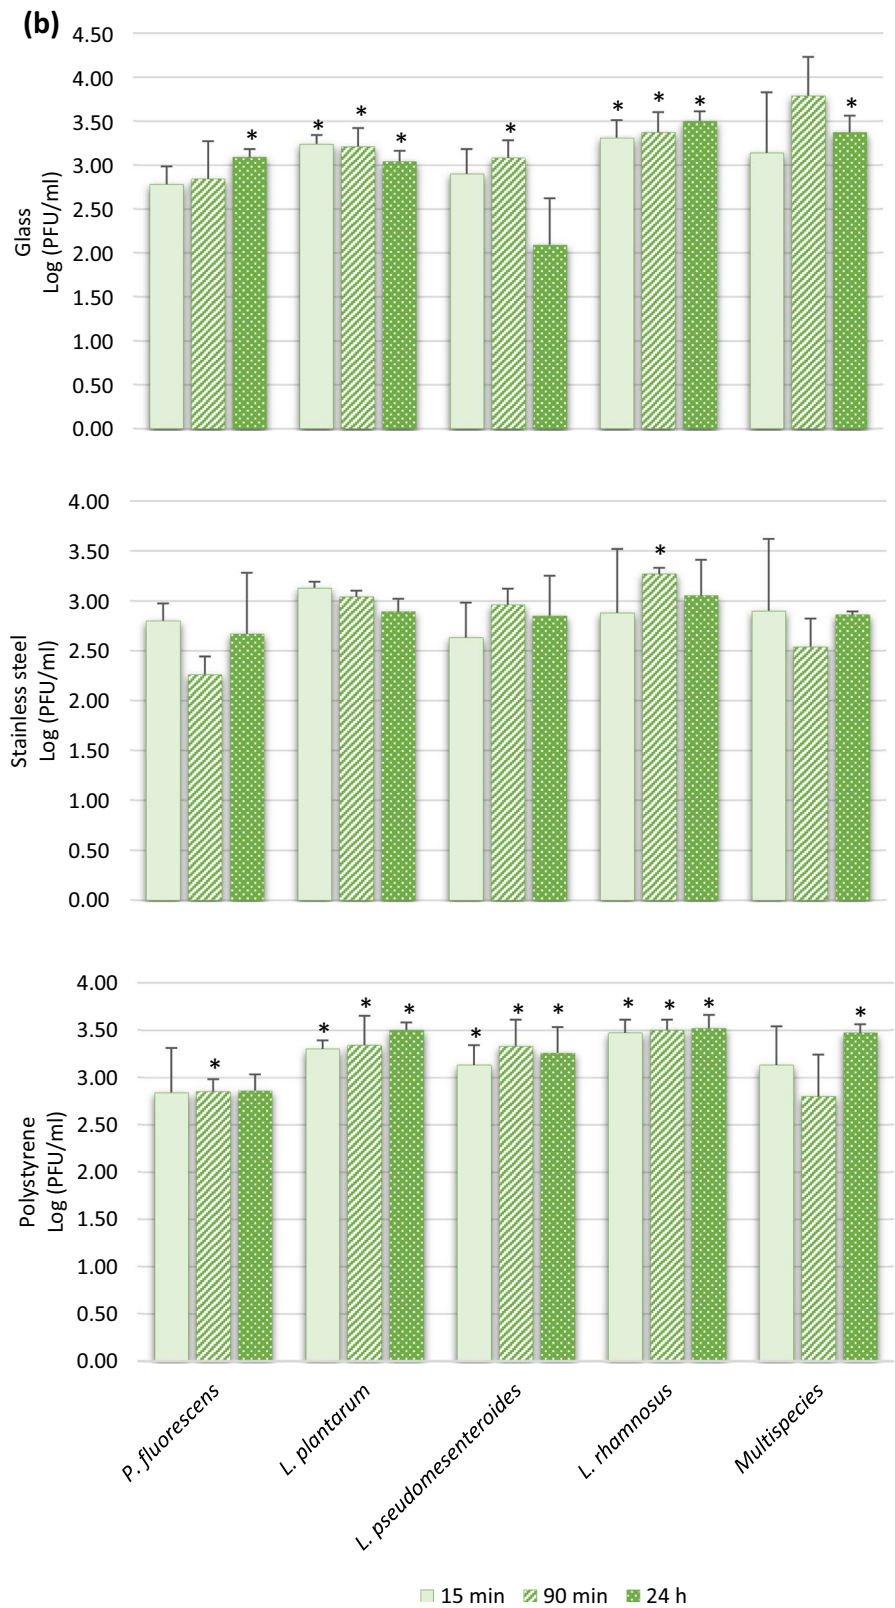 (b)
4.50
4.00
3.50
3.00
2.50
2.00
1.50
1.00
0.50
0.00
Glass
Log (PFU/ml)
* * * * * * * * *
4.00
3.50
3.00
2.50
2.00
1.50
1.00
0.50
0.00
Stainless steel
Log (PFU/ml)
*
4.00
3.50
3.00
2.50
2.00
1.50
1.00
0.50
0.00
Polystyrene
Log (PFU/ml)
* * * * * * * * * * *
P. fluorescens
L. plantarum
L. pseudomesenteroides
L. rhamnosus
Multispecies
15 min 90 min 24 h